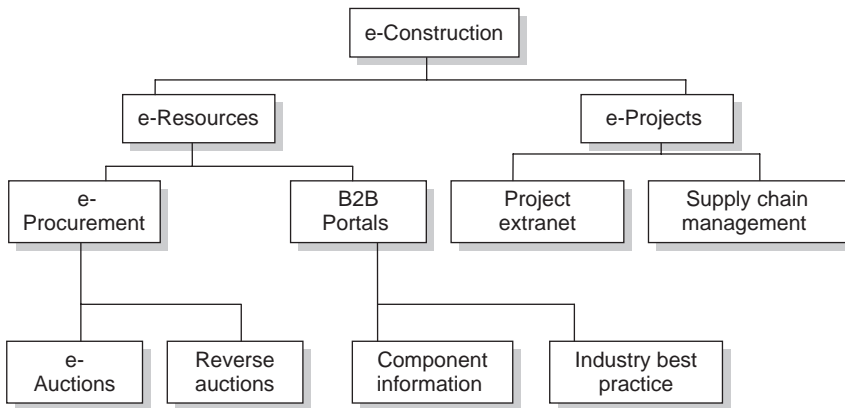 e-Construction
e-Resources
e-Projects
e-
Procurement
B2B
Portals
Project
extranet
Supply chain
management
e-
Auctions
Reverse
auctions
Component
information
Industry best
practice